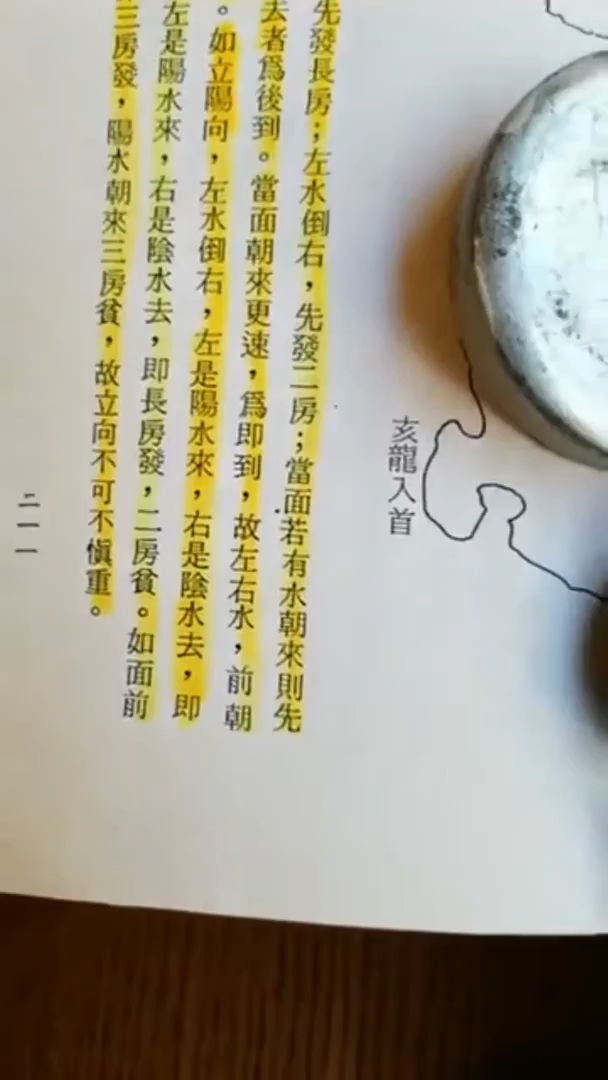 亥龍入首
先發長房；左水倒右，先發二房；當面若有水朝來則先
去者為後到。當面朝來更速，為即到，故左右水，前朝
。如立陽向，左水倒右，左是陽水來，右是陰水去，即
左是陽水來，右是陰水去，即長房發，二房貧。如面前
三房發，陽水朝來三房貧，故立向不可不慎重。
二一一